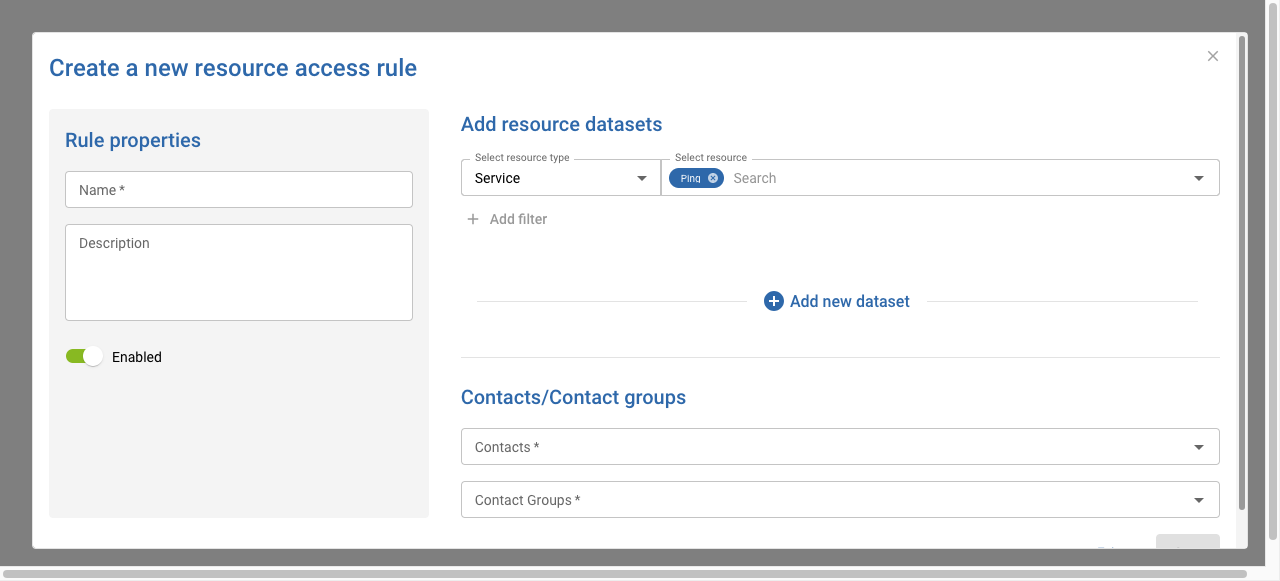 Create a new resource access rule
Rule properties
Name *
Description
Enabled
Add resource datasets
Select resource type
Service
Select resource
Ping
Search
Add filter
Add new dataset
Contacts/Contact groups
Contacts *
Contact Groups *